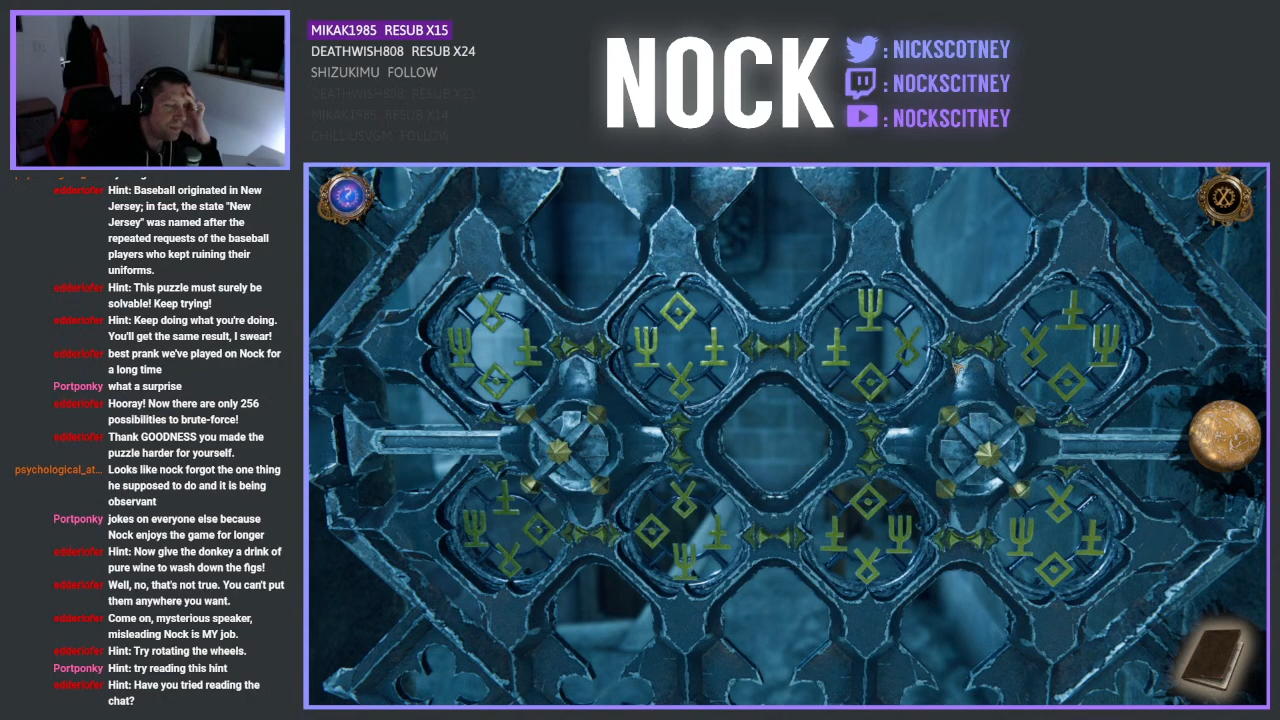 MIKAK1985 RESUB X15
DEATHWISH808 RESUB X24
SHIZUKIMU FOLLOW
DEATHWISH808 RESUB X23
MIKAK1985 RESUB X14
NOCK
: NICKSCOTNEY
: NOCKSCITNEY
: NOCKSCITNEY
edderiofer Hint: Baseball originated in New
Jersey; in fact, the state "New
Jersey" was named after the
repeated requests of the baseball
players who kept ruining their
uniforms.
edderiofer Hint: This puzzle must surely be
solvable! Keep trying!
edderiofer Hint: Keep doing what you're doing.
You'll get the same result, I swear!
edderiofer best prank we've played on Nock for
a long time
Portponky what a surprise
edderiofer Hooray! Now there are only 256
possibilities to brute-force!
edderiofer Thank GOODNESS you made the
puzzle harder for yourself.
psychological_at... Looks like nock forgot the one thing
he supposed to do and it is being
observant
Portponky jokes on everyone else because
Nock enjoys the game for longer
edderiofer Hint: Now give the donkey a drink of
pure wine to wash down the figs!
edderiofer Well, no, that's not true. You can't put
them anywhere you want.
edderiofer Come on, mysterious speaker,
misleading Nock is MY job.
edderiofer Hint: Try rotating the wheels.
Portponky Hint: try reading this hint
edderiofer Hint: Have you tried reading the
chat?